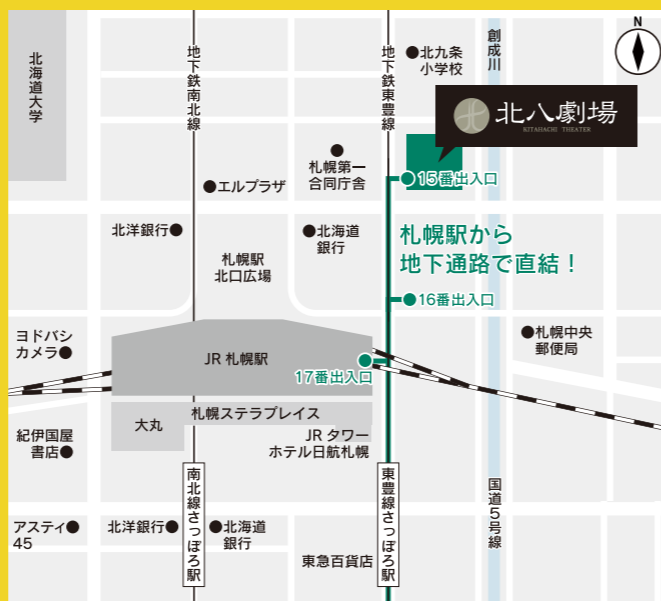 北海道大学
地下鉄南北線
地下鉄東豊線
●北九条
小学校
創成川
N
北八劇場
KITAHACHI THEATER
●
札幌第一
合同庁舎
●15番出入口
●エルプラザ
北洋銀行●
●北海道
銀行
札幌駅から
地下通路で直結！
札幌駅
北口広場
●16番出入口
ヨドバシ
カメラ●
JR 札幌駅
17番出入口
●札幌中央
郵便局
大丸
札幌ステラプレイス
JR タワー
ホテル日航札幌
紀伊国屋
書店●
南北線さっぽろ駅
東豊線さっぽろ駅
国道5号線
アスティ●
45
北洋銀行●
●北海道
銀行
東急百貨店